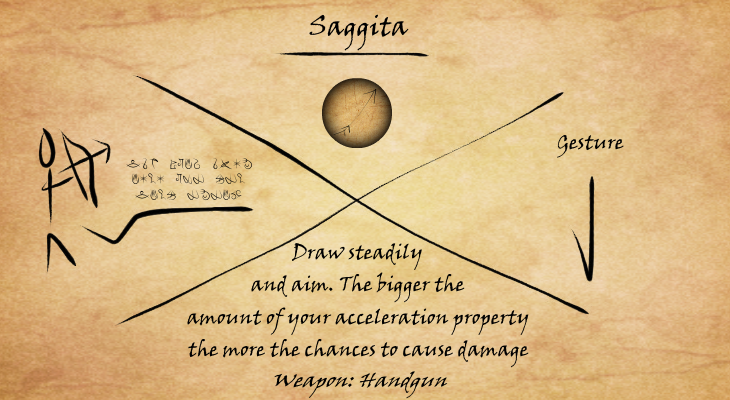 Saggita
Gesture
Draw steadily
and aim. The bigger the
amount of your acceleration property
the more the chances to cause damage
Weapon: Handgun